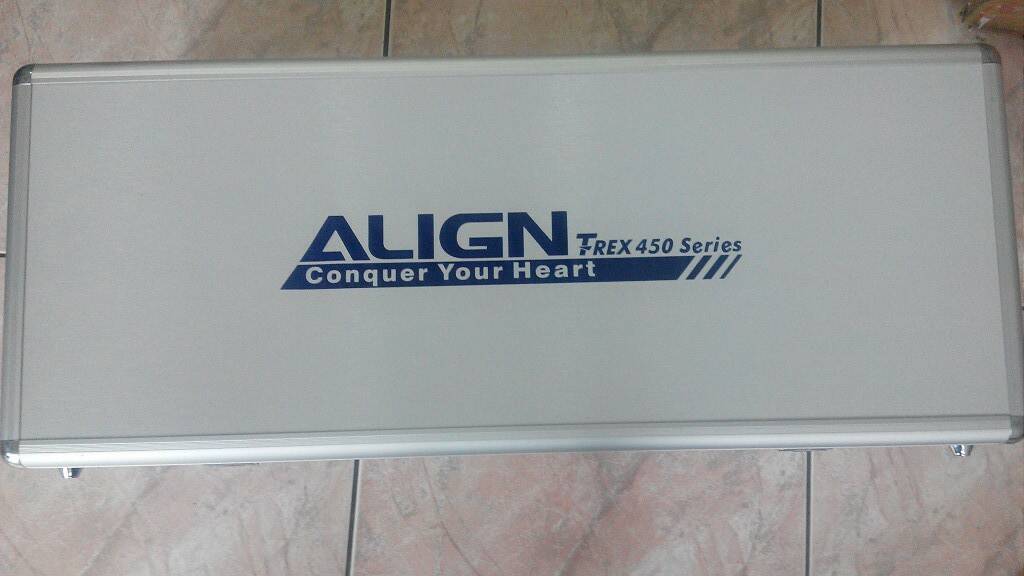 ALIGN T-REX 450 Series
Conquer Your Heart